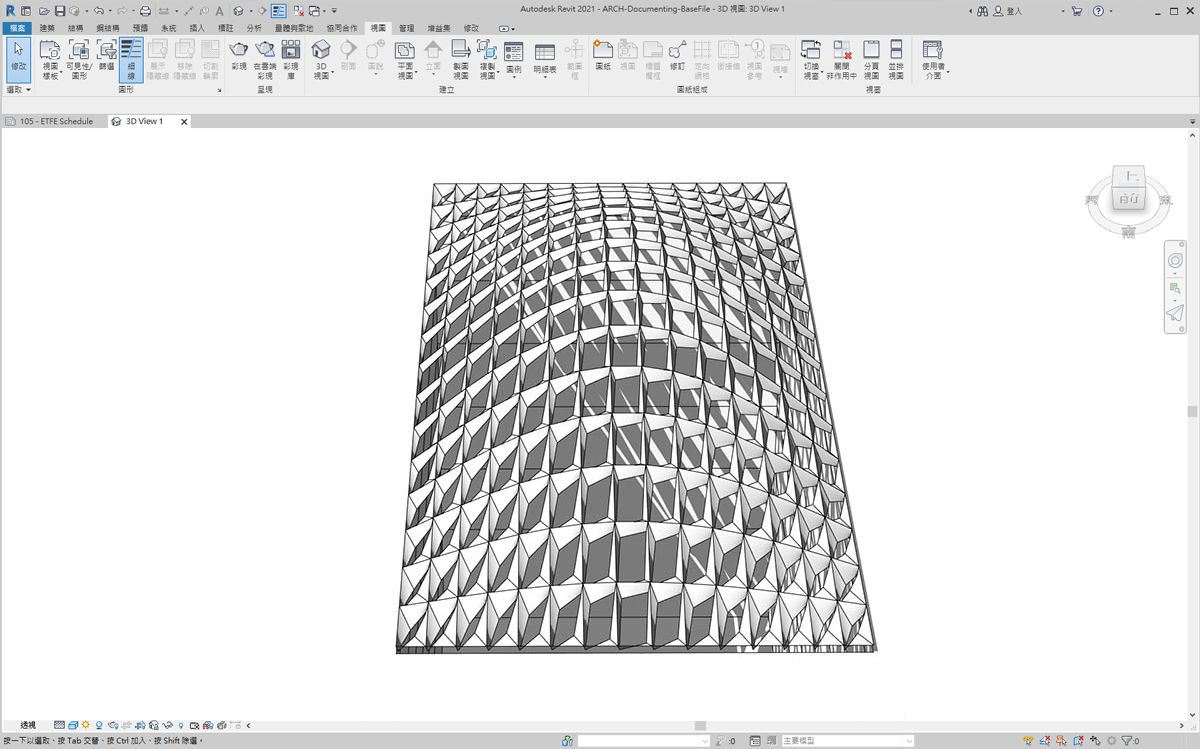 Autodesk Revit 2021 - ARCH-Documenting-BaseFile - 3D 視圖: 3D View 1
登入
檔案 建築 結構 鋼結構 預鑄 系統 插入 標註 分析 量體與敷地 協同合作 視圖 管理 增益集 修改
修改 視圖樣板 可見性/圖形 篩選 細線 展示隱藏線 移除隱藏線 切割輪廓 彩現 在雲端彩現 彩現庫 3D視圖 剖面 圖說 平面視圖 立面 製圖視圖 複製視圖 圖例 明細表 範圍框 圖紙 視圖 標題欄框 修訂 定向網格 銜接線 視圖參考 視埠 切換視窗 關閉非作用中 分頁視圖 並排視圖 使用者介面
選取 圖形 呈現 建立 圖紙組成 視窗
105 - ETFE Schedule 3D View 1
上
前
南
透視
按一下以選取、按 Tab 交替、按 Ctrl 加入、按 Shift 除選。
:0 主要模型 :0